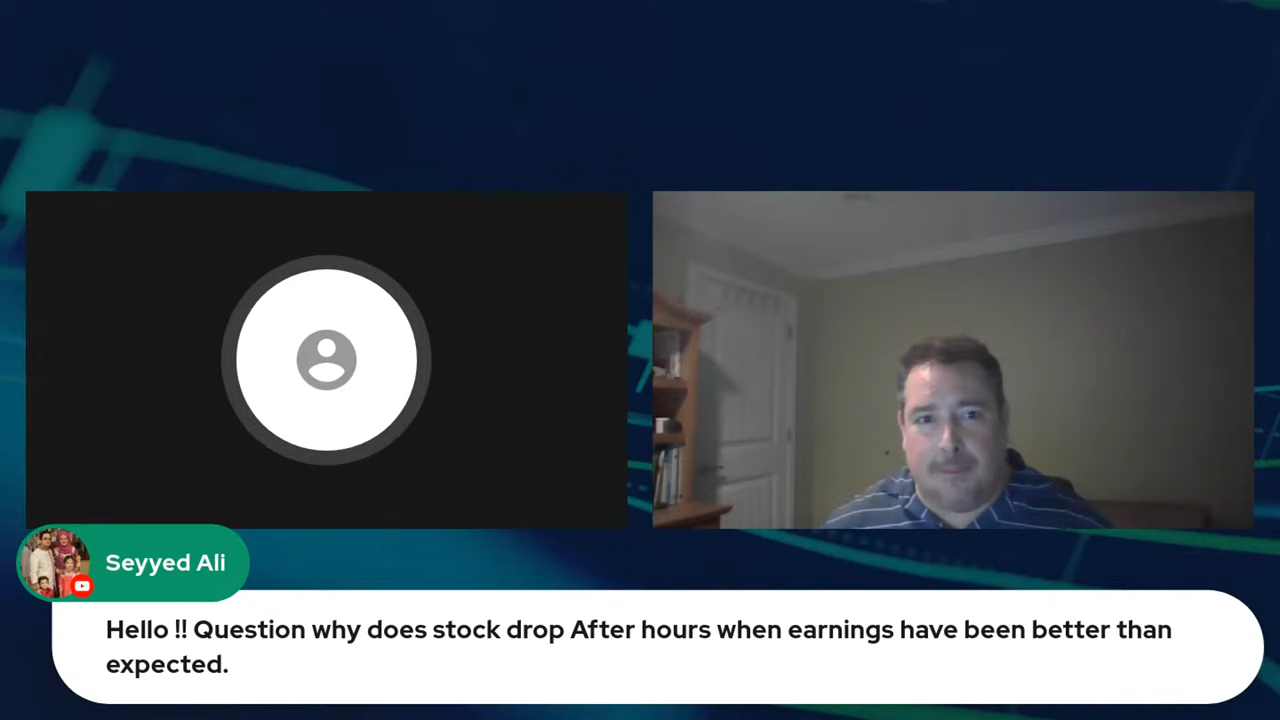 Seyyed Ali
Hello !! Question why does stock drop After hours when earnings have been better than
expected.